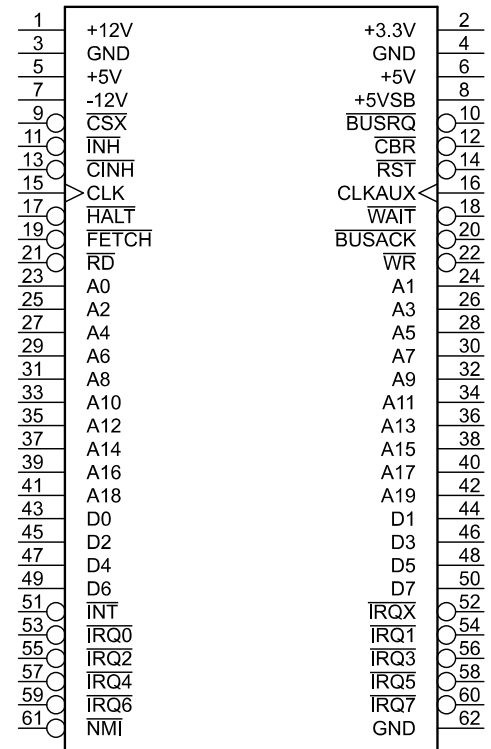 1 +12V +3.3V 2
3 GND GND 4
5 +5V +5V 6
7 -12V +5VSB 8
9 CSX BUSRQ 10
11 INH CBR 12
13 CINH RST 14
15 CLK CLKAUX 16
17 HALT WAIT 18
19 FETCH BUSACK 20
21 RD WR 22
23 A0 A1 24
25 A2 A3 26
27 A4 A5 28
29 A6 A7 30
31 A8 A9 32
33 A10 A11 34
35 A12 A13 36
37 A14 A15 38
39 A16 A17 40
41 A18 A19 42
43 D0 D1 44
45 D2 D3 46
47 D4 D5 48
49 D6 D7 50
51 INT IRQX 52
53 IRQ0 IRQ1 54
55 IRQ2 IRQ3 56
57 IRQ4 IRQ5 58
59 IRQ6 IRQ7 60
61 NMI GND 62